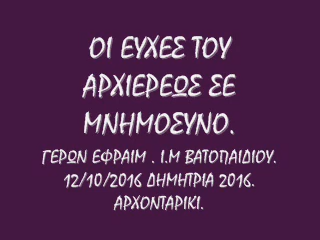 ΟΙ ΕΥΧΕΣ ΤΟΥ
ΑΡΧΙΕΡΕΩΣ ΣΕ
ΜΝΗΜΟΣΥΝΟ.
ΓΕΡΩΝ ΕΦΡΑΙΜ . Ι.Μ ΒΑΤΟΠΑΙΔΙΟΥ.
12/10/2016 ΔΗΜΗΤΡΙΑ 2016.
ΑΡΧΟΝΤΑΡΙΚΙ.